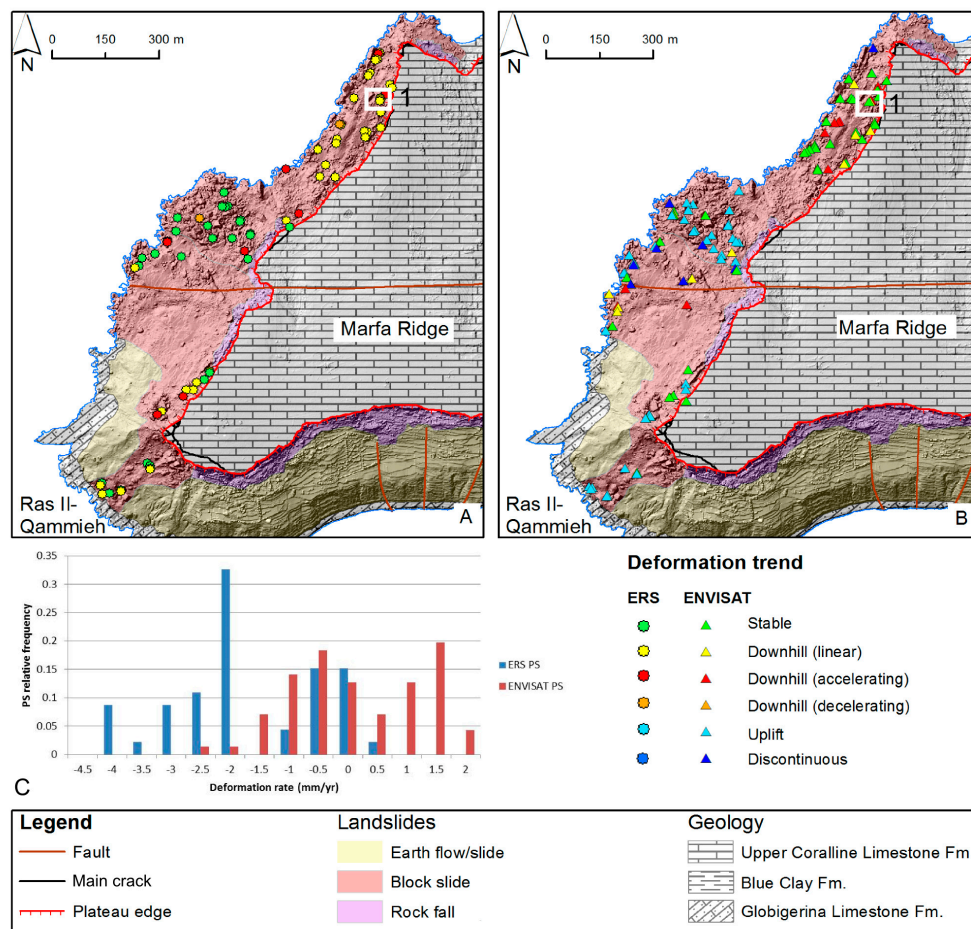 0 150 300 m
N
1
Marfa Ridge
Ras Il-
Qammieh
A
0 150 300 m
N
1
Marfa Ridge
Ras Il-
Qammieh
B
0.35
0.3
0.25
0.2
0.15
0.1
0.05
0
PS relative frequency
-4.5 -4 -3.5 -3 -2.5 -2 -1.5 -1 -0.5 0 0.5 1 1.5 2
Deformation rate (mm/yr)
ERS PS
ENVISAT PS
C
Deformation trend
ERS ENVISAT
Stable
Downhill (linear)
Downhill (accelerating)
Downhill (decelerating)
Uplift
Discontinuous
Legend
Fault
Main crack
Plateau edge
Landslides
Earth flow/slide
Block slide
Rock fall
Geology
Upper Coralline Limestone Fm
Blue Clay Fm.
Globigerina Limestone Fm.